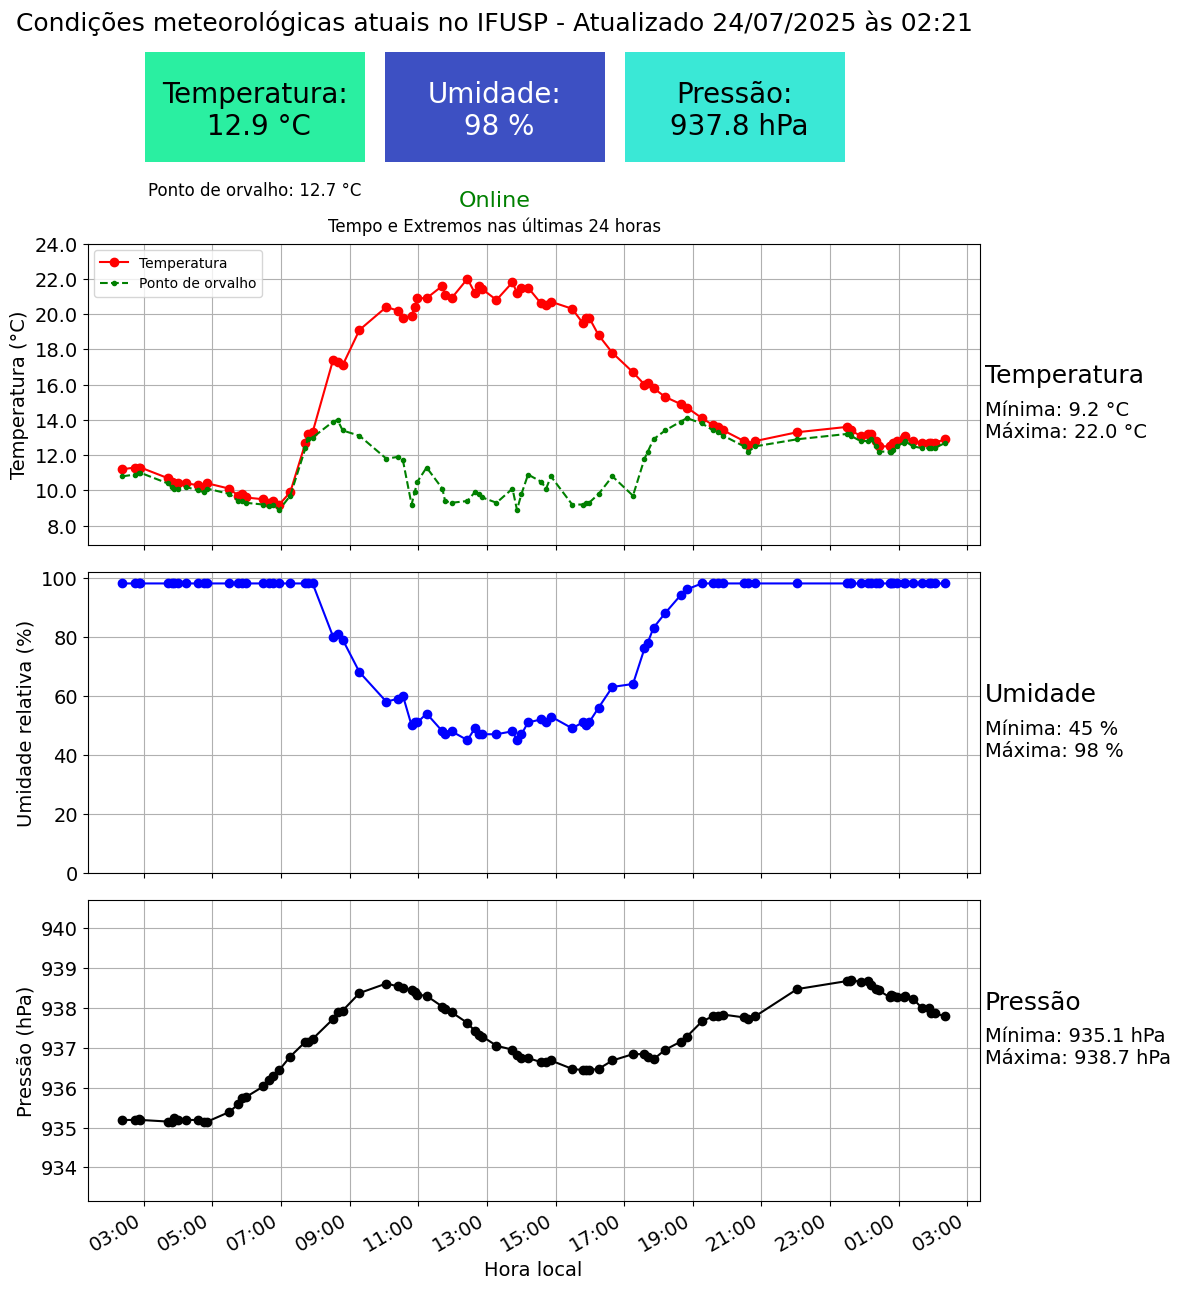 Condições meteorológicas atuais no IFUSP - Atualizado 24/07/2025 às 02:21
Temperatura:
12.9 °C
Umidade:
98 %
Pressão:
937.8 hPa
Ponto de orvalho: 12.7 °C
Online
Tempo e Extremos nas últimas 24 horas
Temperatura (°C)
24.0
22.0
20.0
18.0
16.0
14.0
12.0
10.0
8.0
Temperatura
Ponto de orvalho
Temperatura
Mínima: 9.2 °C
Máxima: 22.0 °C
Umidade relativa (%)
100
80
60
40
20
0
Umidade
Mínima: 45 %
Máxima: 98 %
Pressão (hPa)
940
939
938
937
936
935
934
Pressão
Mínima: 935.1 hPa
Máxima: 938.7 hPa
03:00
05:00
07:00
09:00
11:00
13:00
15:00
17:00
19:00
21:00
23:00
01:00
03:00
Hora local